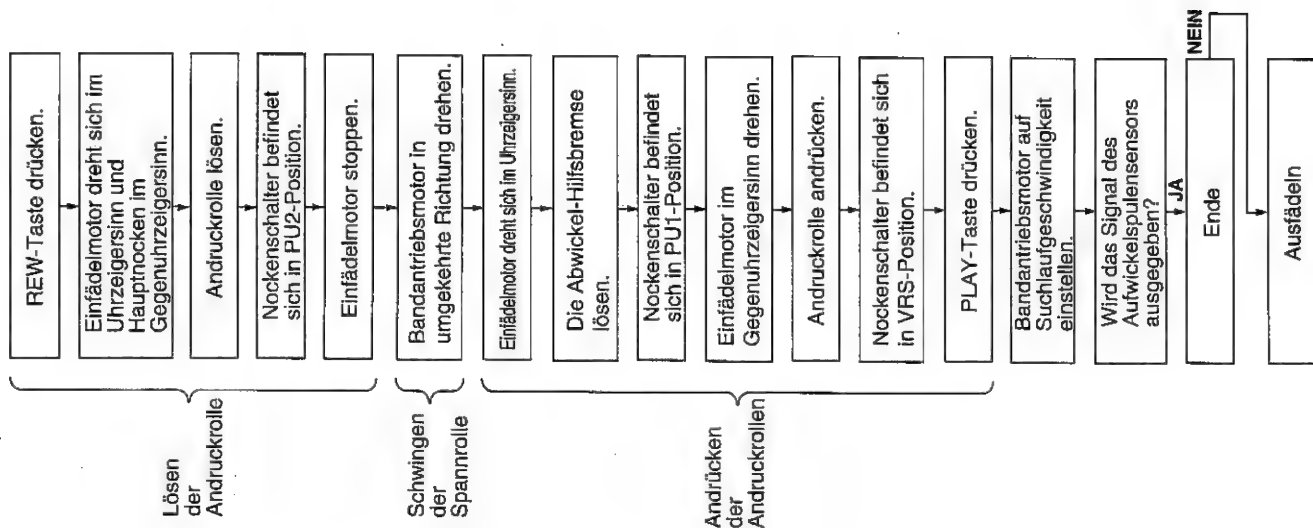 REW-Taste drücken.
Einfädelmotor dreht sich im
Uhrzeigersinn und
Hauptnocken im
Gegenuhrzeigersinn.
Andruckrolle lösen.
Nockenschalter befindet
sich in PU2-Position.
Einfädelmotor stoppen.
Lösen
der
Andruckrolle
Bandantriebsmotor in
umgekehrte Richtung drehen.
Schwingen
der
Spannrolle
Einfädelmotor dreht sich im Uhrzeigersinn.
Die Abwickel-Hilfsbremse
lösen.
Nockenschalter befindet
sich in PU1-Position.
Einfädelmotor im
Gegenuhrzeigersinn drehen.
Andruckrolle andrücken.
Nockenschalter befindet sich
in VRS-Position.
PLAY-Taste drücken.
Andrücken
der
Andruckrollen
Bandantriebsmotor auf
Suchlaufgeschwindigkeit
einstellen.
Wird das Signal des
Aufwickelspulensensors
ausgegeben?
JA
NEIN
Ende
Ausfädeln